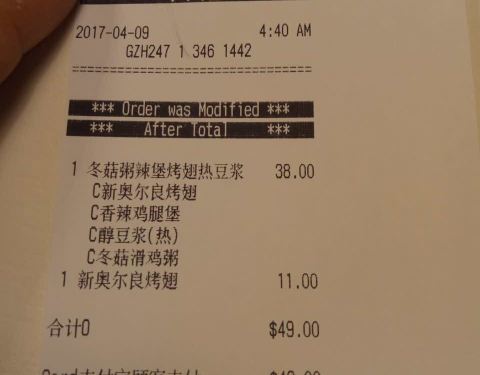 2017-04-09 4:40 AM
GZH247 1 346 1442
*** Order was Modified ***
*** After Total ***
1 冬菇粥辣堡烤翅热豆浆 38.00
C新奥尔良烤翅
C香辣鸡腿堡
C醇豆浆(热)
C冬菇滑鸡粥
1 新奥尔良烤翅 11.00
合计0 $49.00